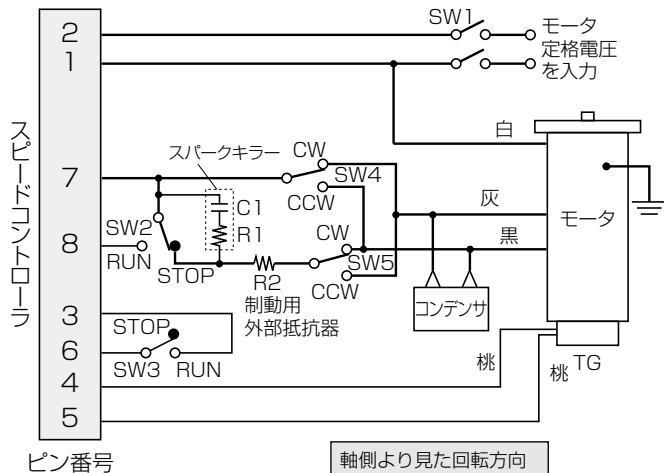 スピードコントローラ
ピン番号
2
1
7
8
3
6
4
5
SW1
モータ
定格電圧
を入力
白
スパークキラー
CW
SW4
CCW
灰
モータ
C1
SW2
R1
CW
黒
RUN
STOP
SW5
R2
CCW
コンデンサ
制動用
外部抵抗器
STOP
SW3
RUN
桃
桃
TG
軸側より見た回転方向